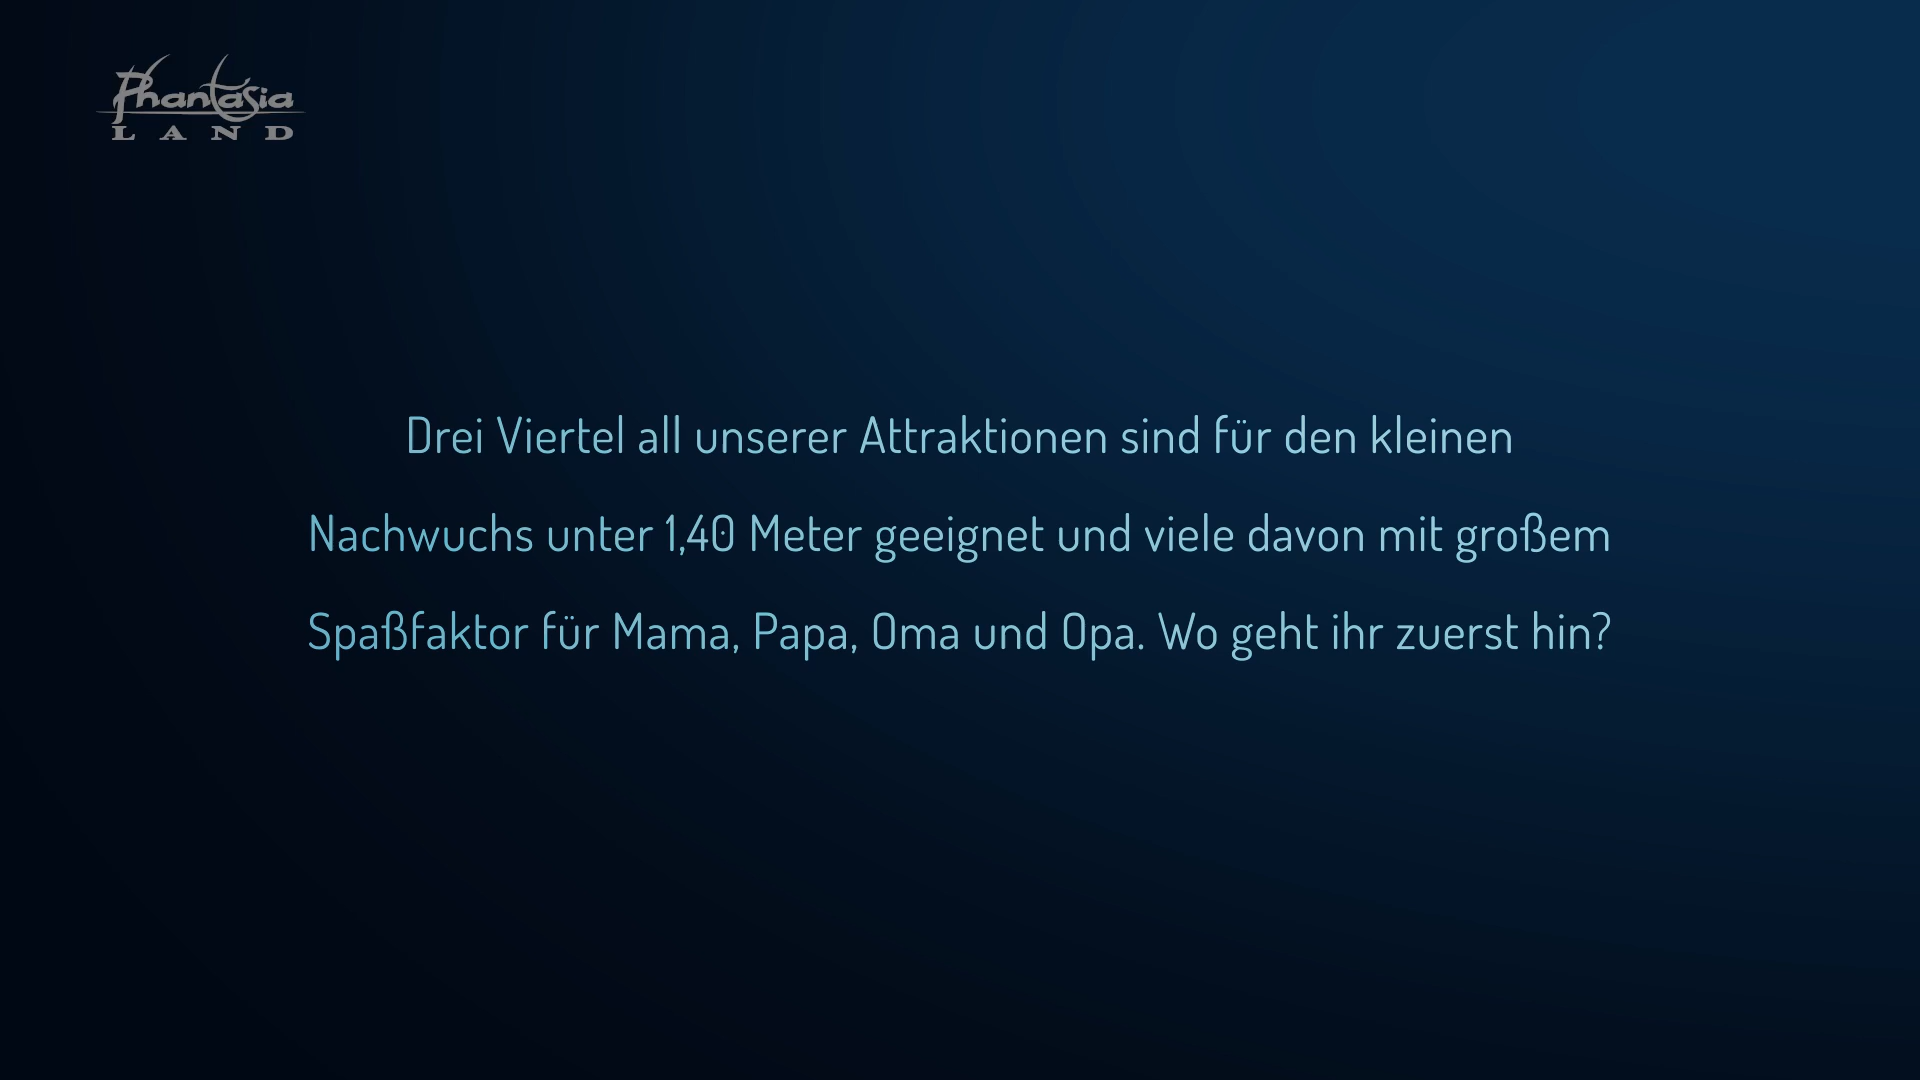 Phantasia
LAND
Drei Viertel all unserer Attraktionen sind für den kleinen
Nachwuchs unter 1,40 Meter geeignet und viele davon mit großem
Spaßfaktor für Mama, Papa, Oma und Opa. Wo geht ihr zuerst hin?